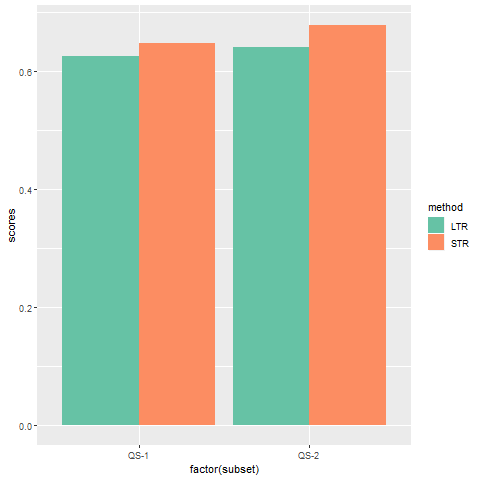 scores
0.6
0.4
0.2
0.0
QS-1 QS-2
factor(subset)
method
LTR
STR